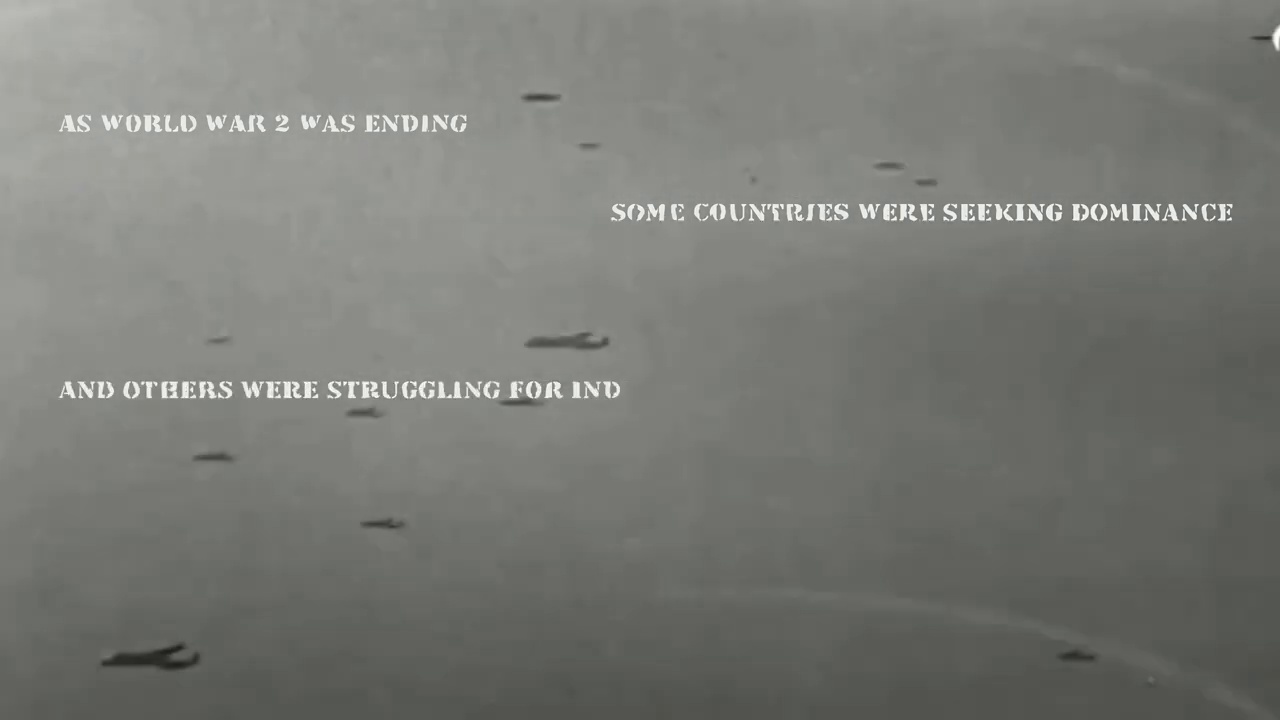 AS WORLD WAR 2 WAS ENDING
SOME COUNTRIES WERE SEEKING DOMINANCE
AND OTHERS WERE STRUGGLING FOR IND